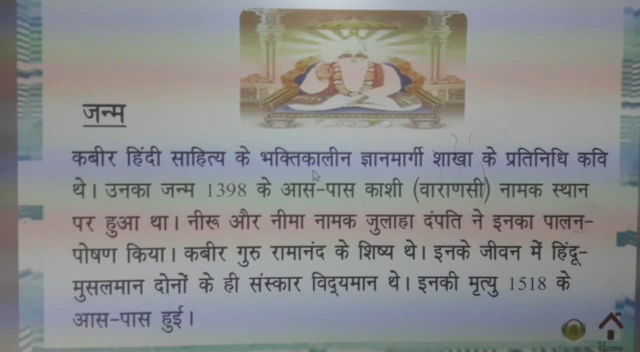 जन्म
कबीर हिंदी साहित्य के भक्तिकालीन ज्ञानमार्गी शाखा के प्रतिनिधि कवि
थे। उनका जन्म 1398 के आस-पास काशी (वाराणसी) नामक स्थान
पर हुआ था। नीरू और नीमा नामक जुलाहा दंपति ने इनका पालन-
पोषण किया। कबीर गुरु रामानंद के शिष्य थे। इनके जीवन में हिंदू-
मुसलमान दोनों के ही संस्कार विद्यमान थे। इनकी मृत्यु 1518 के
आस-पास हुई।